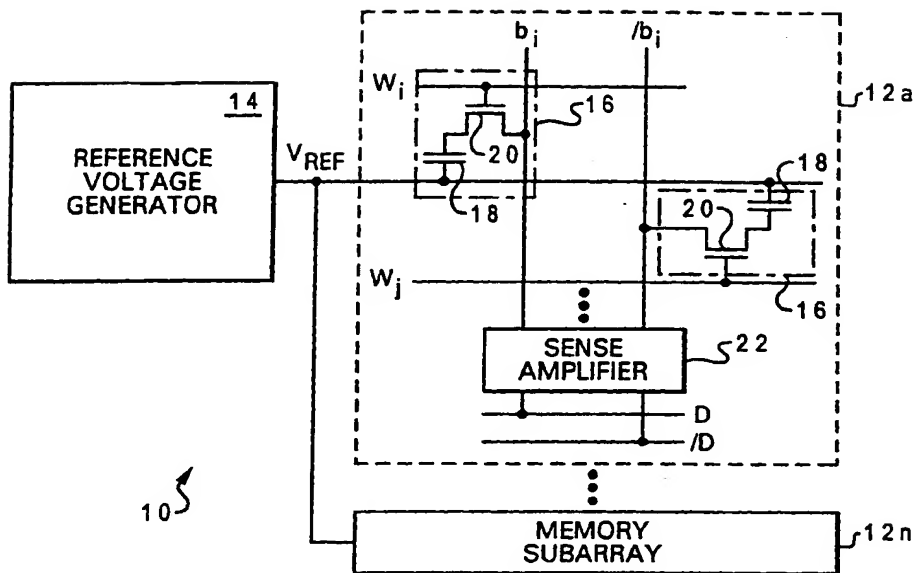 b_i /b_i
14
REFERENCE
VOLTAGE
GENERATOR
V_REF
W_i
16
20
12a
18
18
20
W_j
16
SENSE
AMPLIFIER
22
D
/D
10
MEMORY
SUBARRAY
12n